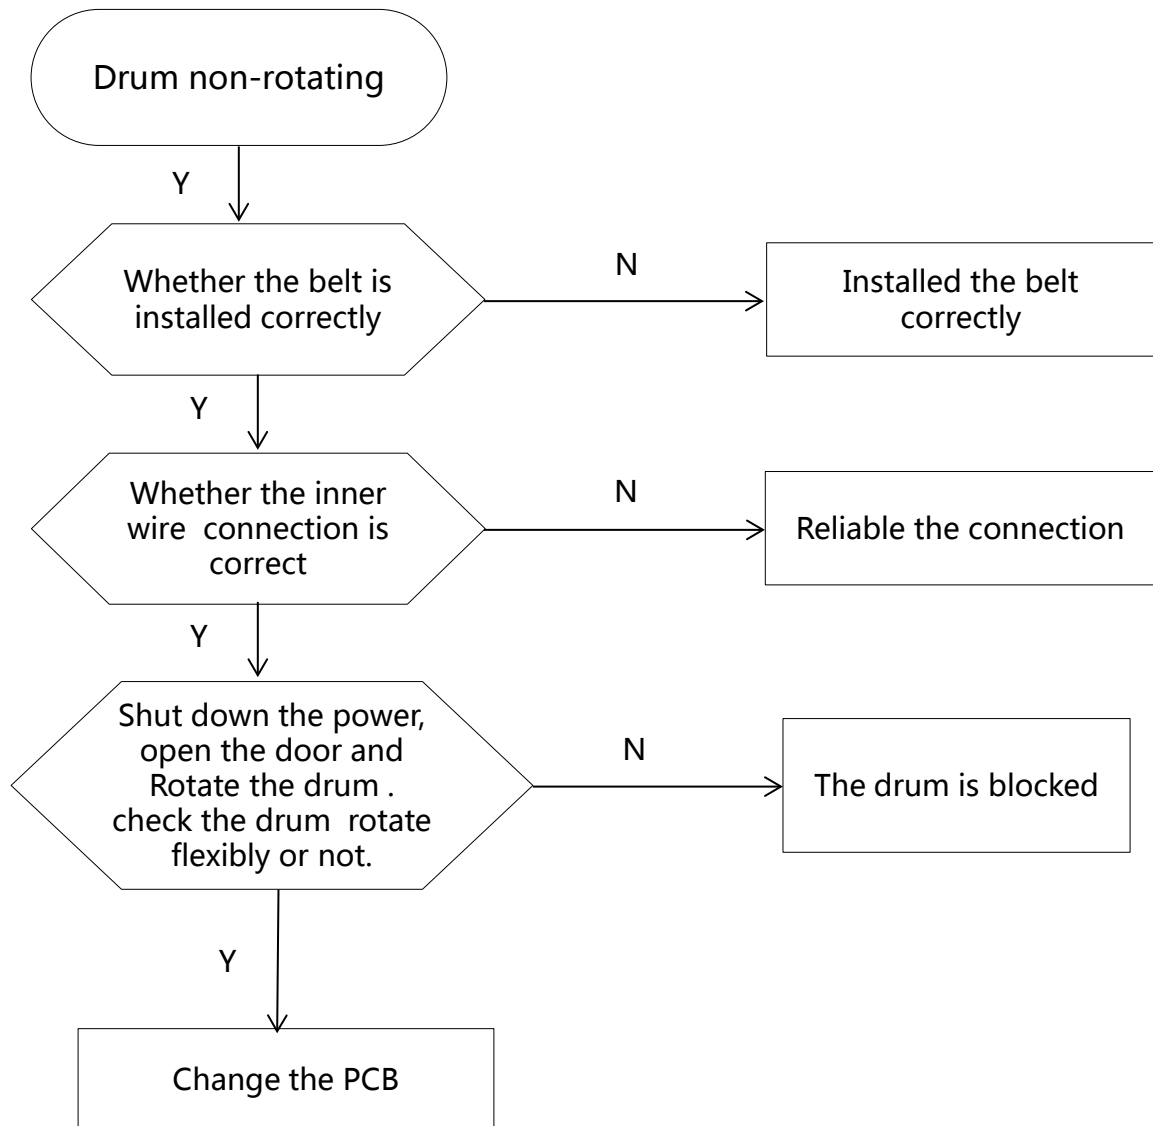 Drum non-rotating
Y
Whether the belt is
installed correctly
N
Installed the belt
correctly
Y
Whether the inner
wire connection is
correct
N
Reliable the connection
Y
Shut down the power,
open the door and
Rotate the drum .
check the drum rotate
flexibly or not.
N
The drum is blocked
Y
Change the PCB